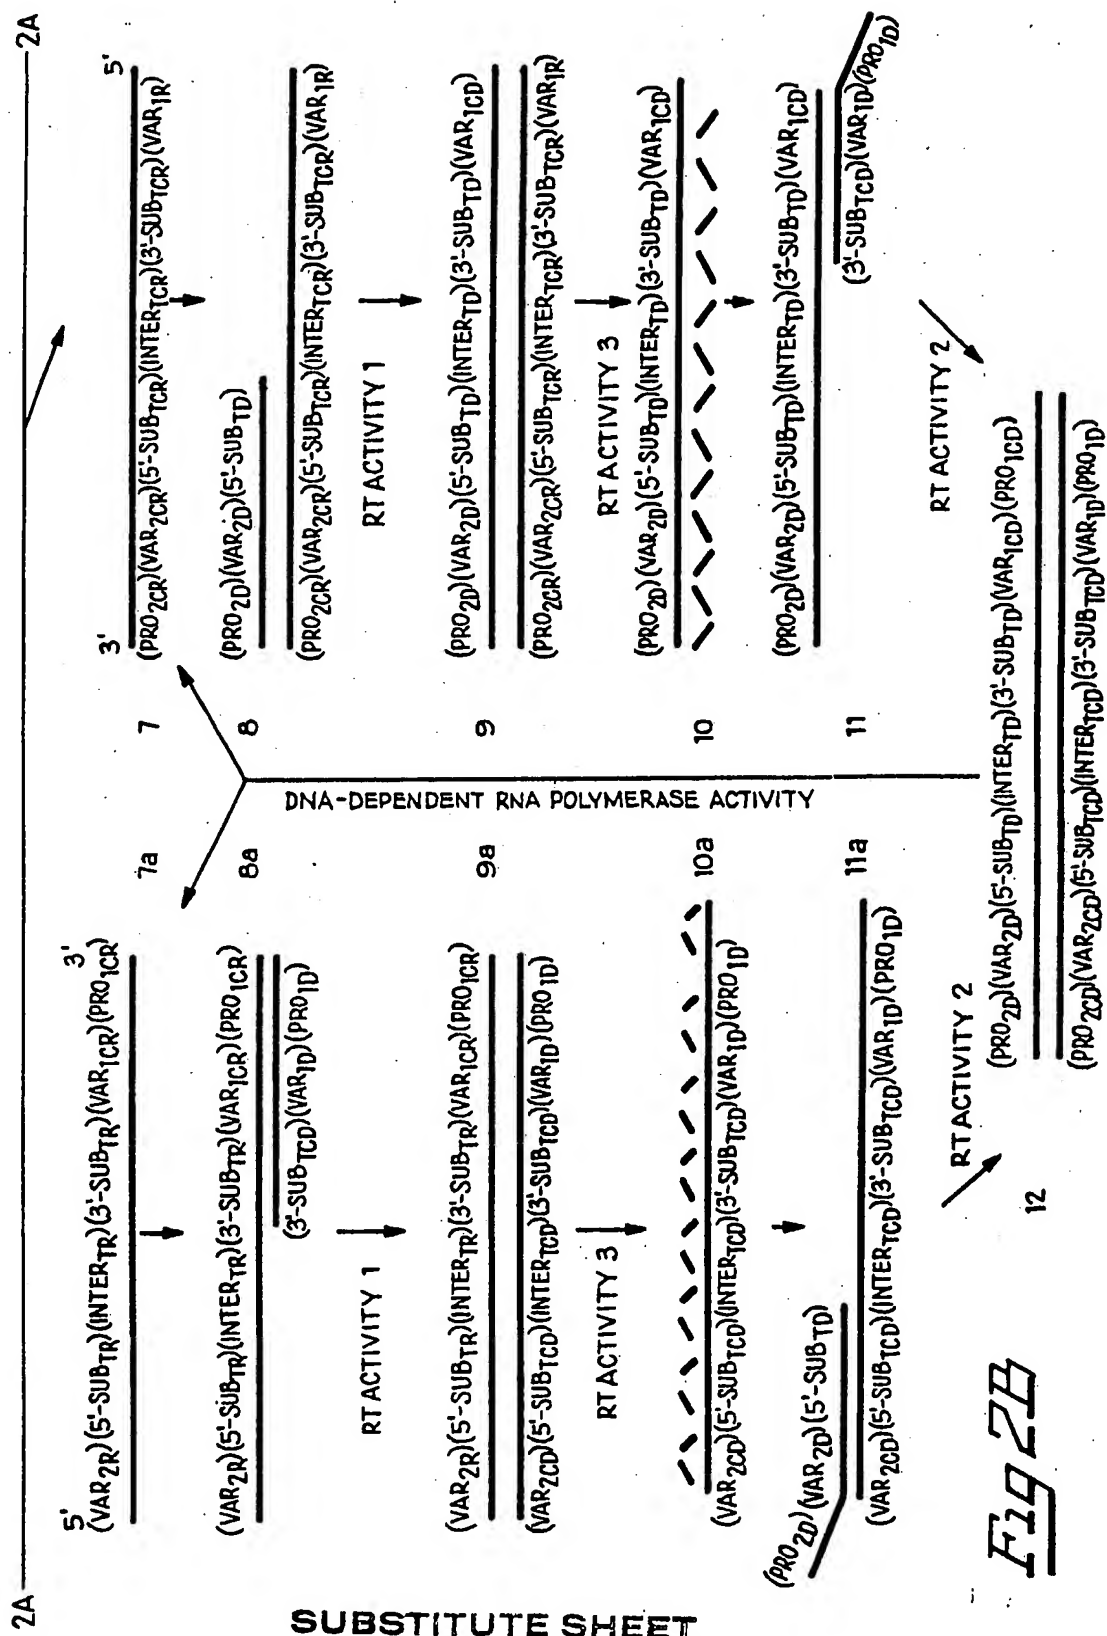 2A 2A
5' 3'
(VAR2R)(5'-SUBTR)(INTERTR)(3'-SUBTR)(VAR1CR)(PRO1CR)
7a
(VAR2R)(5'-SUBTR)(INTERTR)(3'-SUBTR)(VAR1CR)(PRO1CR)
8a
(3'-SUBTCD)(VAR1D)(PRO1D)
RT ACTIVITY 1
(VAR2R)(5'-SUBTR)(INTERTR)(3'-SUBTR)(VAR1CR)(PRO1CR)
9a
(VAR2CD)(5'-SUBTCD)(INTERTCD)(3'-SUBTCD)(VAR1D)(PRO1D)
RT ACTIVITY 3
10a
(VAR2CD)(5'-SUBTCD)(INTERTCD)(3'-SUBTCD)(VAR1D)(PRO1D)
(PRO2D)(VAR2D)(5'-SUBTD)
11a
(VAR2CD)(5'-SUBTCD)(INTERTCD)(3'-SUBTCD)(VAR1D)(PRO1D)
RT ACTIVITY 2
DNA-DEPENDENT RNA POLYMERASE ACTIVITY
3' 5'
7
(PRO2CR)(VAR2CR)(5'-SUBTCR)(INTERTCR)(3'-SUBTCR)(VAR1R)
8
(PRO2D)(VAR2D)(5'-SUBTD)
(PRO2CR)(VAR2CR)(5'-SUBTCR)(INTERTCR)(3'-SUBTCR)(VAR1R)
RT ACTIVITY 1
9
(PRO2D)(VAR2D)(5'-SUBTD)(INTERTD)(3'-SUBTD)(VAR1CD)
(PRO2CR)(VAR2CR)(5'-SUBTCR)(INTERTCR)(3'-SUBTCR)(VAR1R)
RT ACTIVITY 3
10
(PRO2D)(VAR2D)(5'-SUBTD)(INTERTD)(3'-SUBTD)(VAR1CD)
11
(PRO2D)(VAR2D)(5'-SUBTD)(INTERTD)(3'-SUBTD)(VAR1CD)
(3'-SUBTCD)(VAR1D)(PRO1D)
RT ACTIVITY 2
12
(PRO2D)(VAR2D)(5'-SUBTD)(INTERTD)(3'-SUBTD)(VAR1CD)(PRO1CD)
(PRO2CD)(VAR2CD)(5'-SUBTCD)(INTERTCD)(3'-SUBTCD)(VAR1D)(PRO1D)
Fig 2B
SUBSTITUTE SHEET